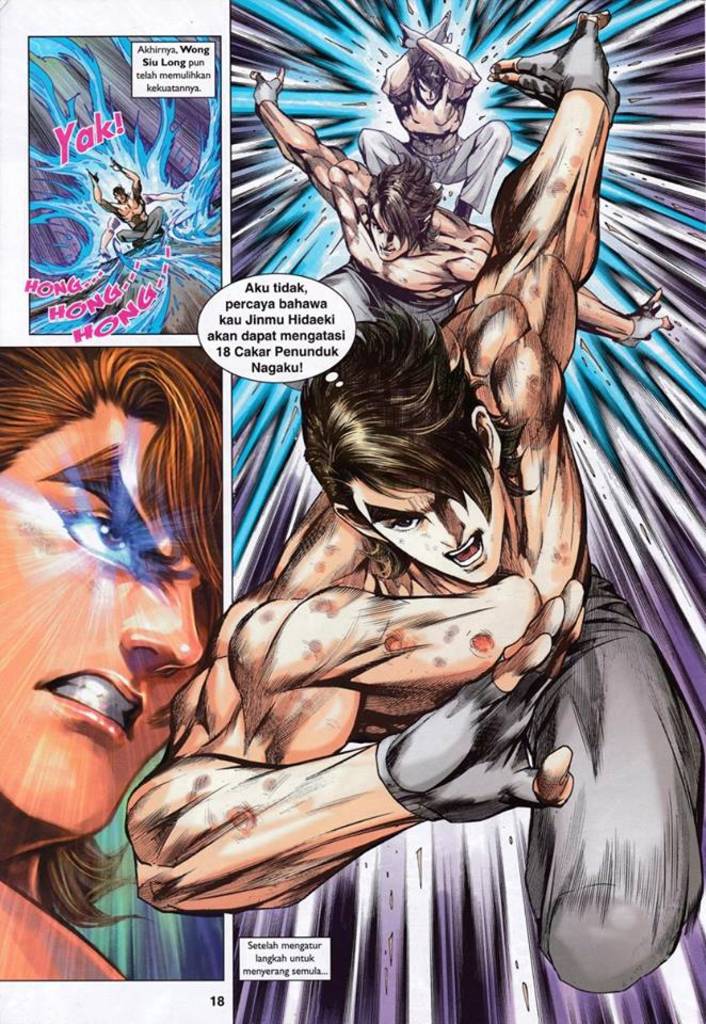 Akhirnya, Wong
Siu Long pun
telah memulihkan
kekuatannya.
Yak!
HONG...
HONG...
HONG!
Aku tidak,
percaya bahawa
kau Jinmu Hidaeki
akan dapat mengatasi
18 Cakar Penunduk
Nagaku!
Setelah mengatur
langkah untuk
menyerang semula...
18